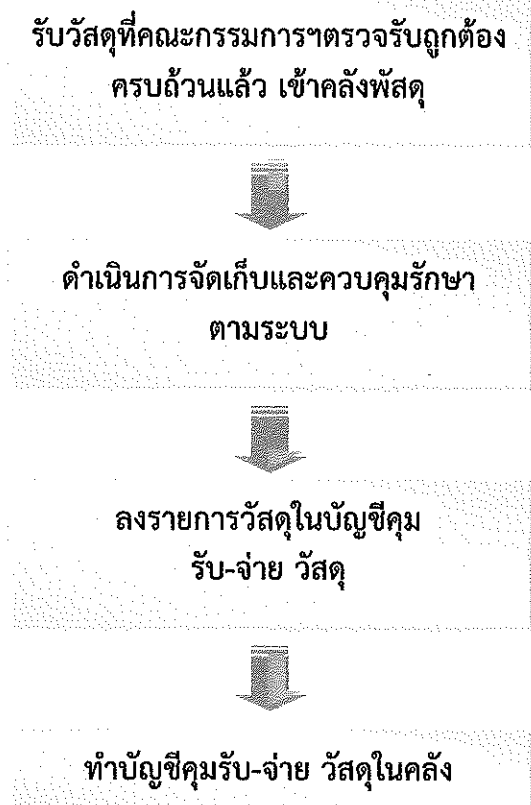 รับวัสดุที่คณะกรรมการฯตรวจรับถูกต้อง
ครบถ้วนแล้ว เข้าคลังพัสดุ
ดำเนินการจัดเก็บและควบคุมรักษา
ตามระบบ
ลงรายการวัสดุในบัญชีคุม
รับ-จ่าย วัสดุ
ทำบัญชีคุมรับ-จ่าย วัสดุในคลัง